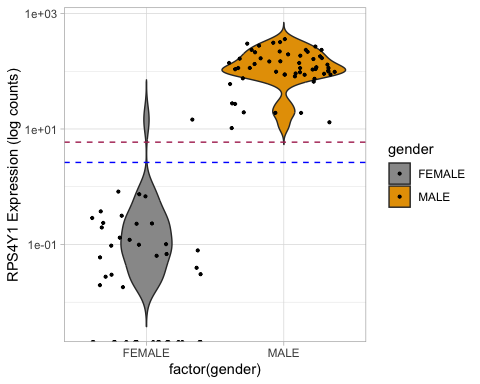 1e+03
1e+01
1e-01
RPS4Y1 Expression (log counts)
FEMALE MALE
factor(gender)
gender
FEMALE
MALE